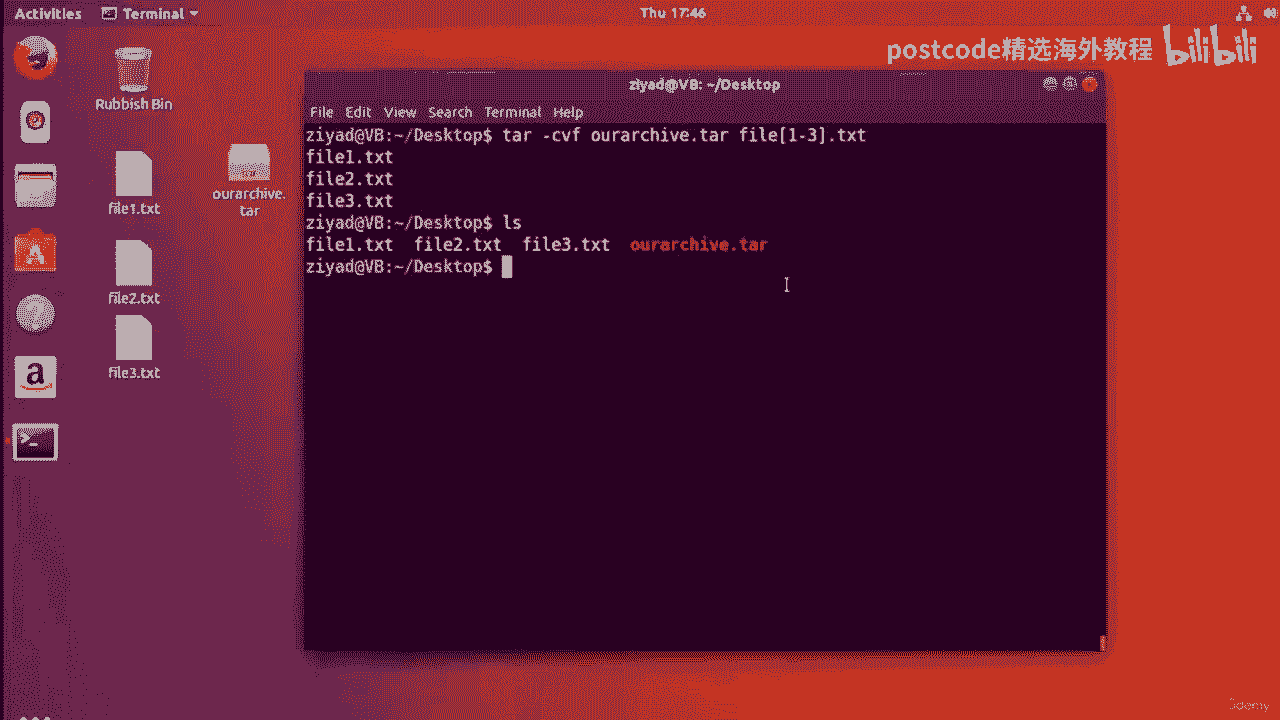 Activities Terminal Thu 17:46
postcode精选海外教程 bilibili
Rubbish Bin
file1.txt
ourarchive.
tar
file2.txt
file3.txt
ziyad@VB: ~/Desktop
File Edit View Search Terminal Help
ziyad@VB:~/Desktop$ tar -cvf ourarchive.tar file[1-3].txt
file1.txt
file2.txt
file3.txt
ziyad@VB:~/Desktop$ ls
file1.txt file2.txt file3.txt ourarchive.tar
ziyad@VB:~/Desktop$